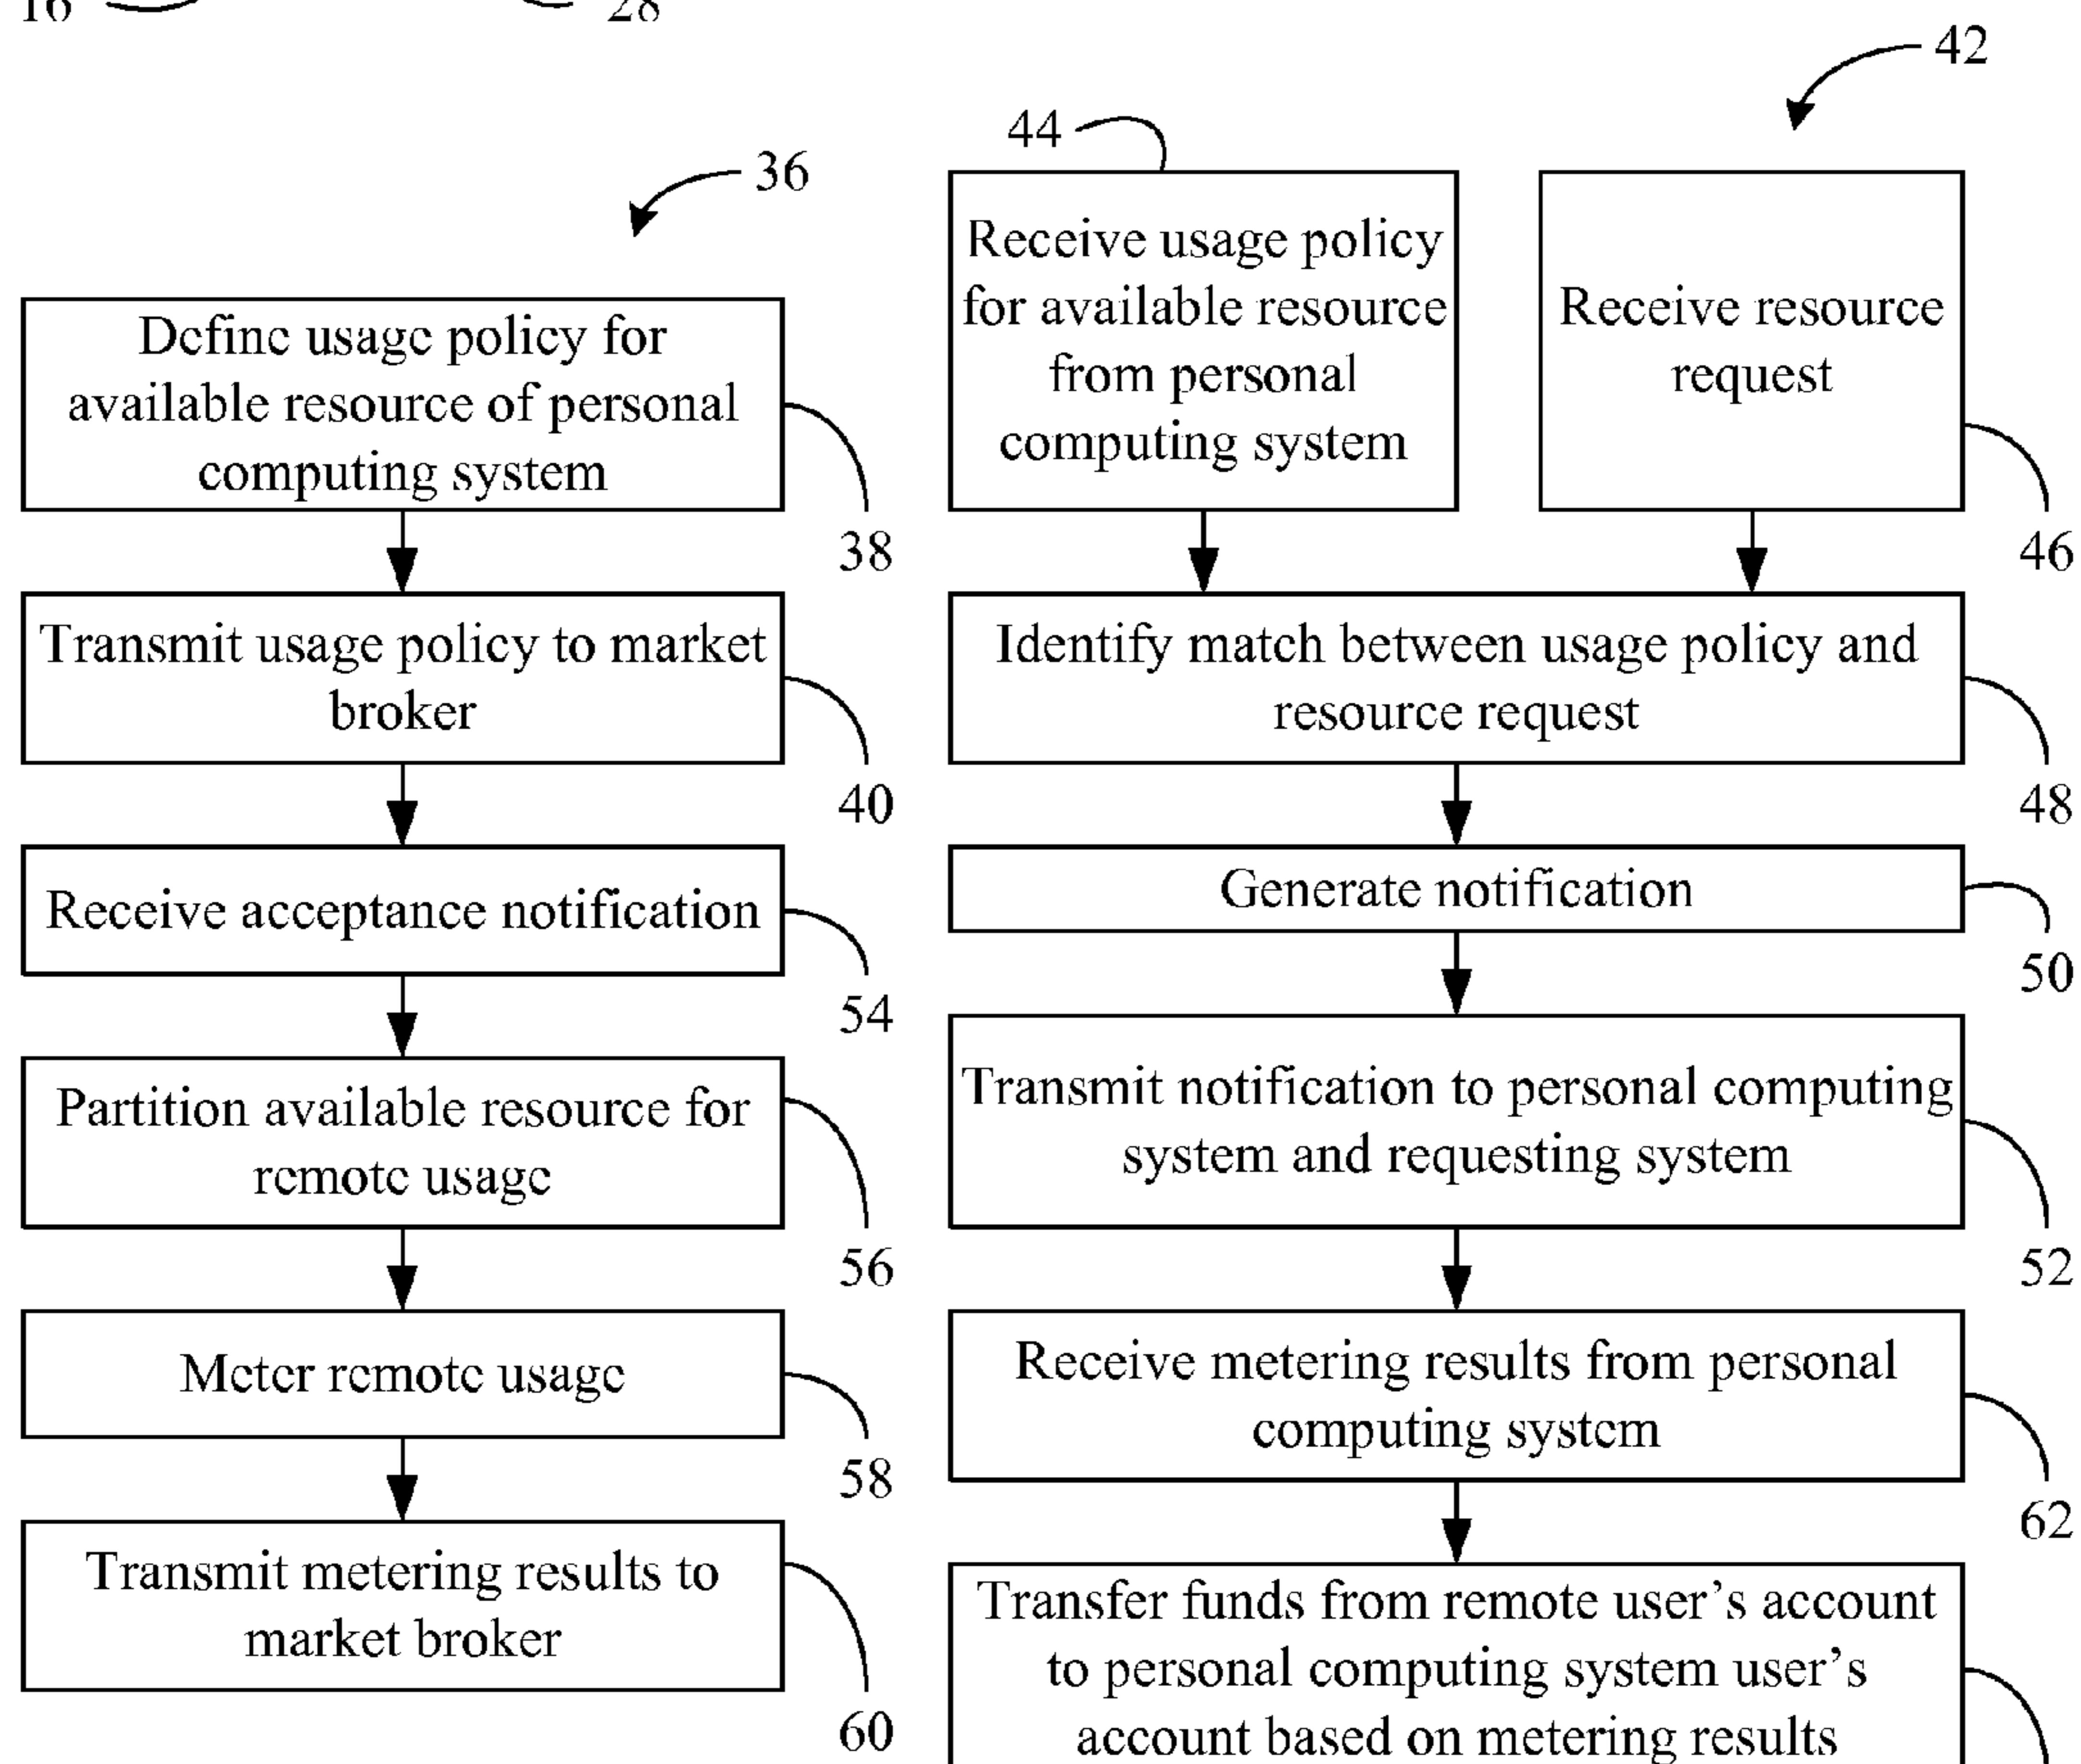 16
28
42
44
36
Receive usage policy
for available resource
from personal
computing system
Receive resource
request
46
Define usage policy for
available resource of personal
computing system
38
Transmit usage policy to market
broker
40
Identify match between usage policy and
resource request
48
Receive acceptance notification
54
Generate notification
50
Partition available resource for
remote usage
56
Transmit notification to personal computing
system and requesting system
52
Meter remote usage
58
Receive metering results from personal
computing system
62
Transmit metering results to
market broker
60
Transfer funds from remote user's account
to personal computing system user's
account based on metering results